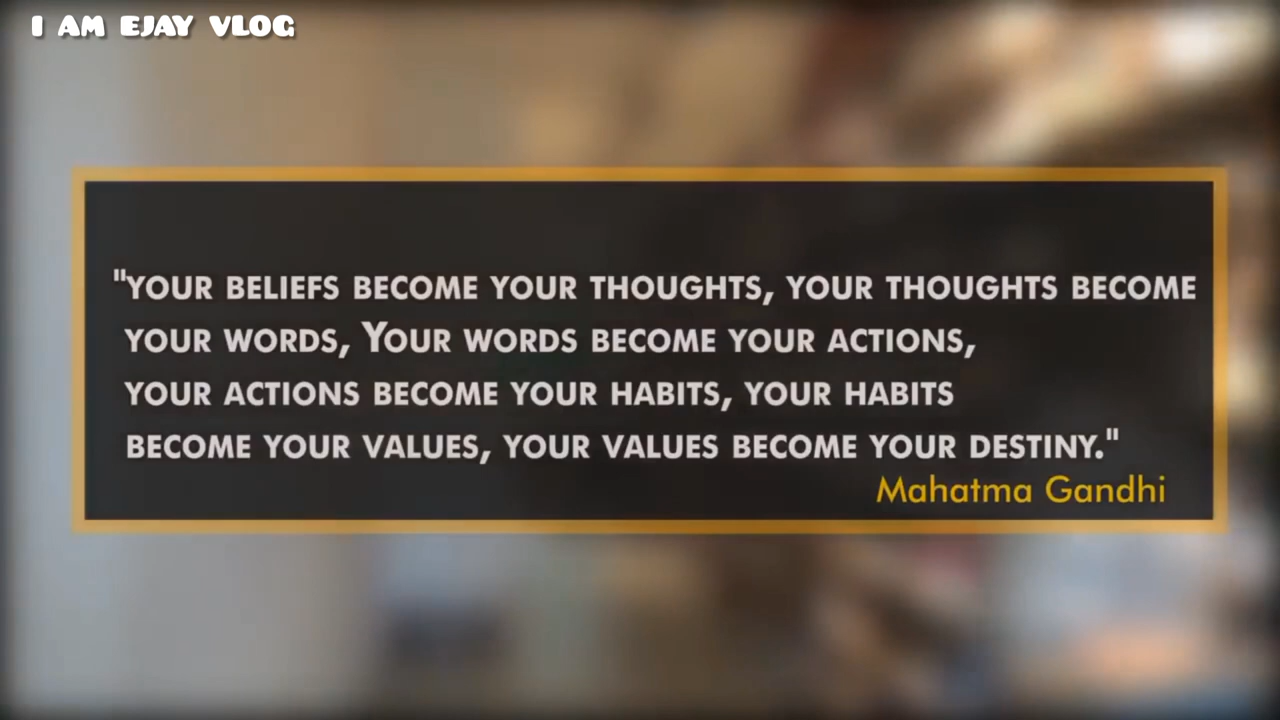 I AM EJAY VLOG
"YOUR BELIEFS BECOME YOUR THOUGHTS, YOUR THOUGHTS BECOME
YOUR WORDS, YOUR WORDS BECOME YOUR ACTIONS,
YOUR ACTIONS BECOME YOUR HABITS, YOUR HABITS
BECOME YOUR VALUES, YOUR VALUES BECOME YOUR DESTINY."
Mahatma Gandhi